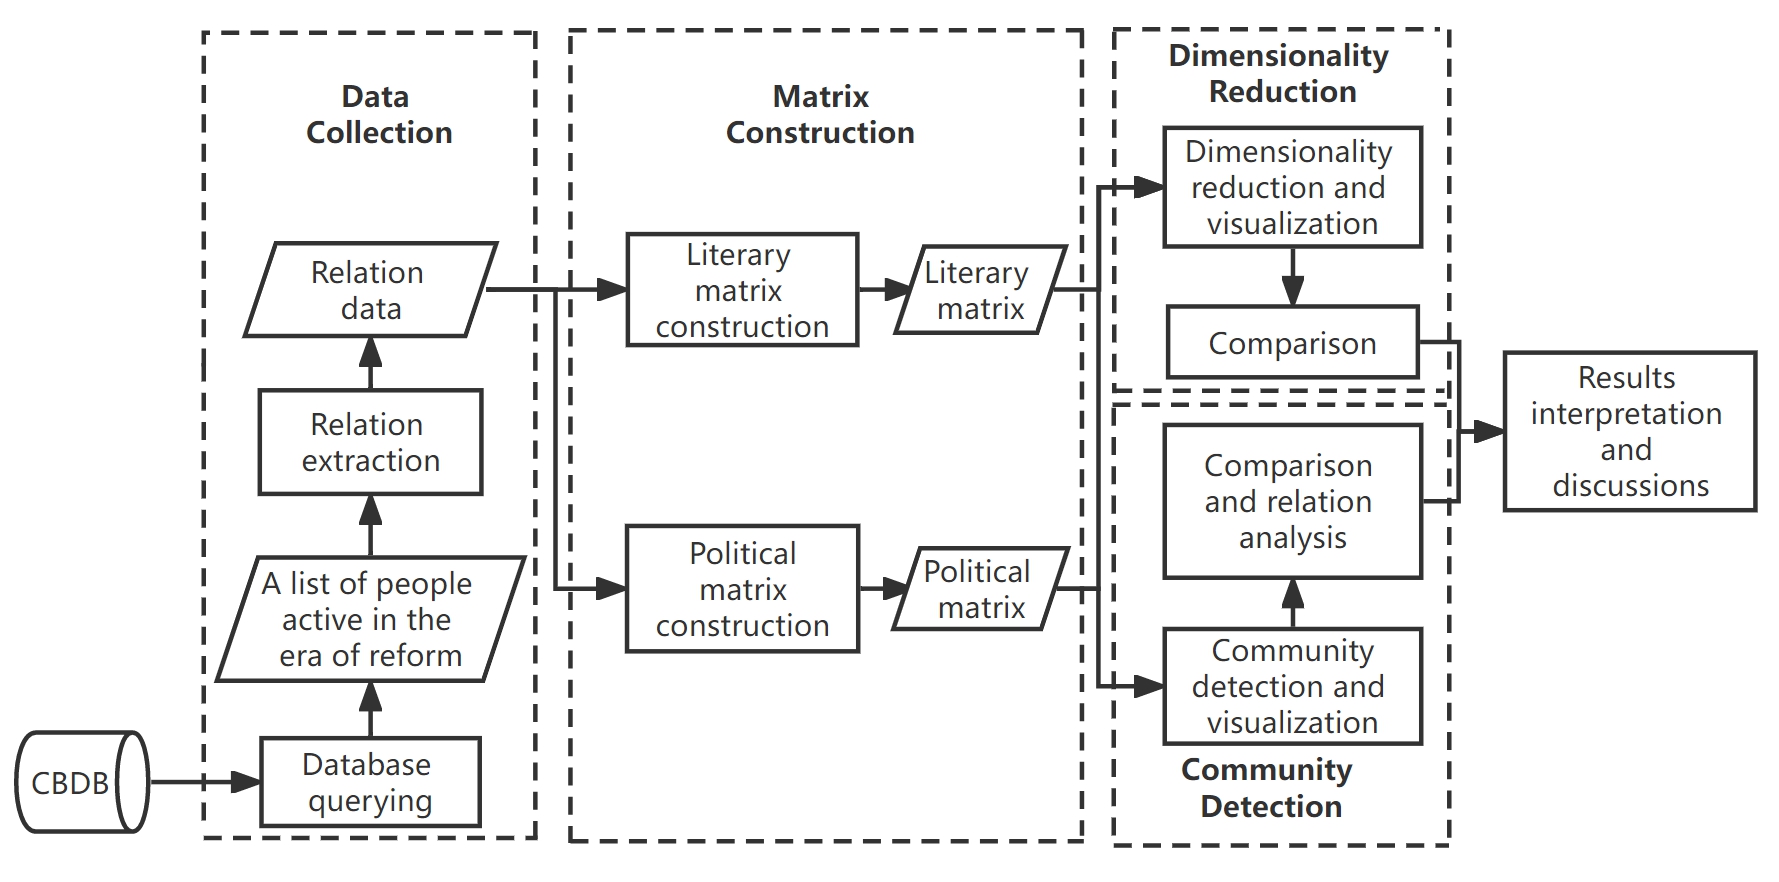 Data
Collection
Relation
data
Relation
extraction
A list of people
active in the
era of reform
Database
querying
CBDB
Matrix
Construction
Literary
matrix
construction
Literary
matrix
Political
matrix
construction
Political
matrix
Dimensionality
Reduction
Dimensionality
reduction and
visualization
Comparison
Comparison
and relation
analysis
Community
detection and
visualization
Community
Detection
Results
interpretation
and
discussions